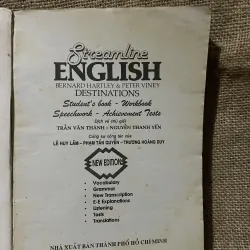 Streamline
ENGLISH
BERNARD HARTLEY & PETER VINEY
DESTINATIONS
Student's book - Workbook
Speechwork - Achievement Tests
Dịch và chú giải
TRẦN VĂN THÀNH - NGUYỄN THANH YẾN
Cùng sự cộng tác của
LÊ HUY LÂM - PHẠM TẤN QUYỀN - TRƯƠNG HOÀNG DUY
NEW EDITION
• Vocabulary
• Grammar
• New Transcription
• E-E Explanations
• Listening
• Tests
• Translations
NHÀ XUẤT BẢN THÀNH PHỐ HỒ CHÍ MINH